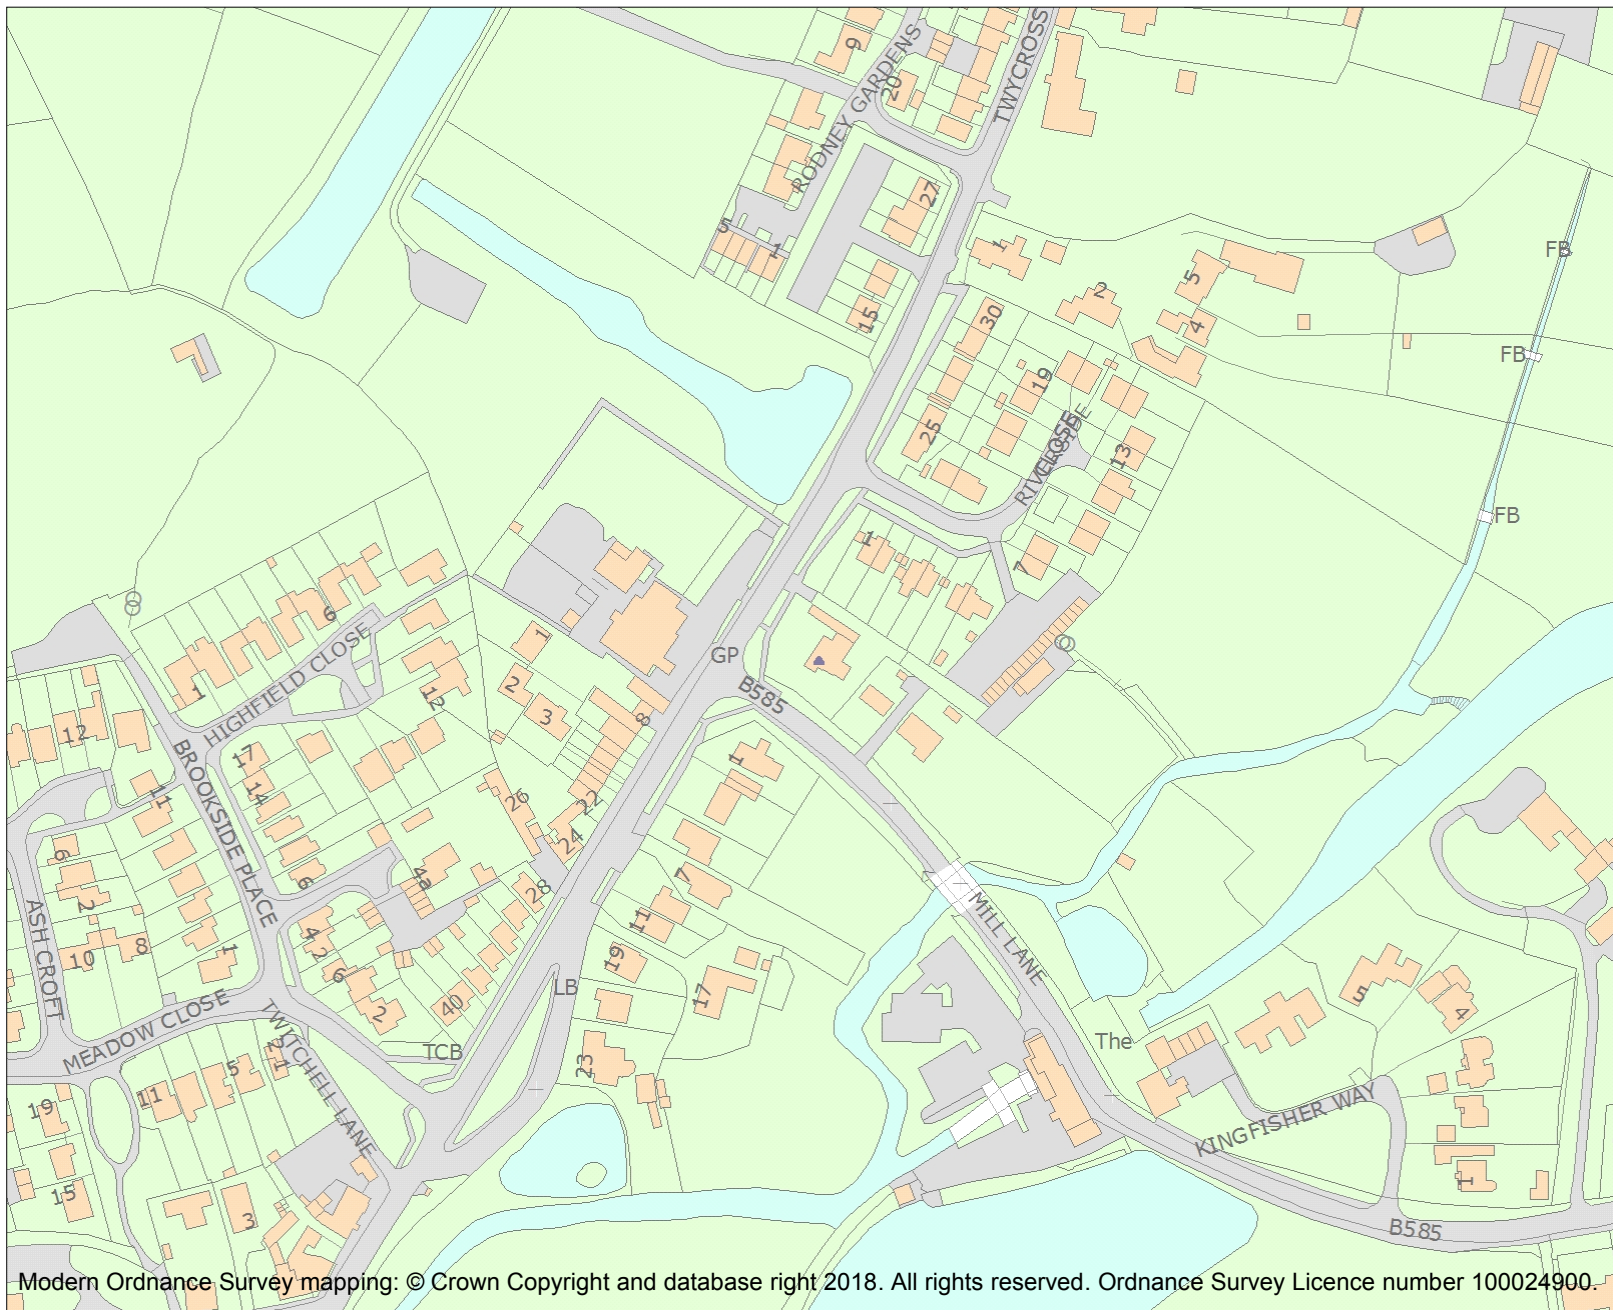 TWYCROSS
9
RODNEY GARDENS
20
27
5
1
1
15
30
2
5
4
FB
FB
FB
19
25
RIVERSIDE
CLOSE
13
1
7
6
1
HIGHFIELD CLOSE
12
1
2
3
8
GP
B585
12
17
14
11
BROOKSIDE PLACE
26
22
24
1
6
6
4a
28
7
2
ASH CROFT
10
8
1
4
2
6
2
40
11
19
17
LB
MILL LANE
MEADOW CLOSE
TWITCHELL LANE
2
1
TCB
23
The
5
4
19
11
5
KINGFISHER WAY
1
15
3
B585
Modern Ordnance Survey mapping: © Crown Copyright and database right 2018. All rights reserved. Ordnance Survey Licence number 100024900.